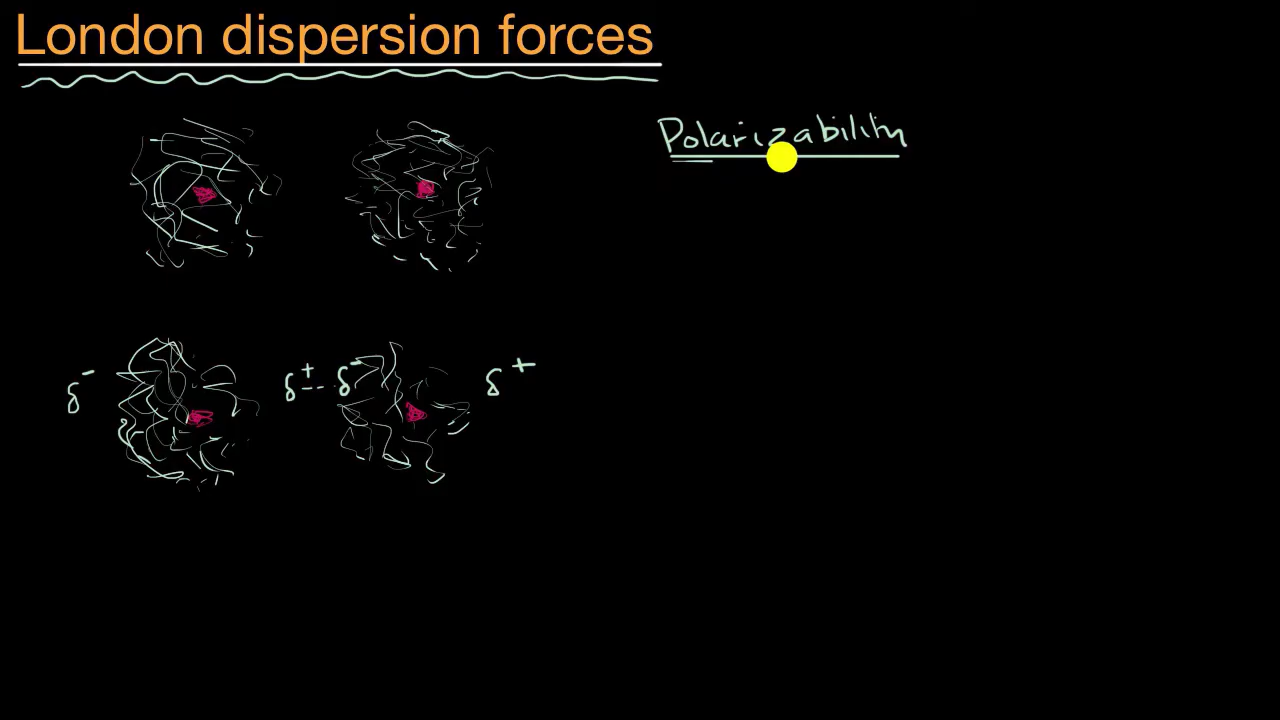 London dispersion forces
Polarizability
δ⁻ δ⁺-- δ⁻ δ⁺